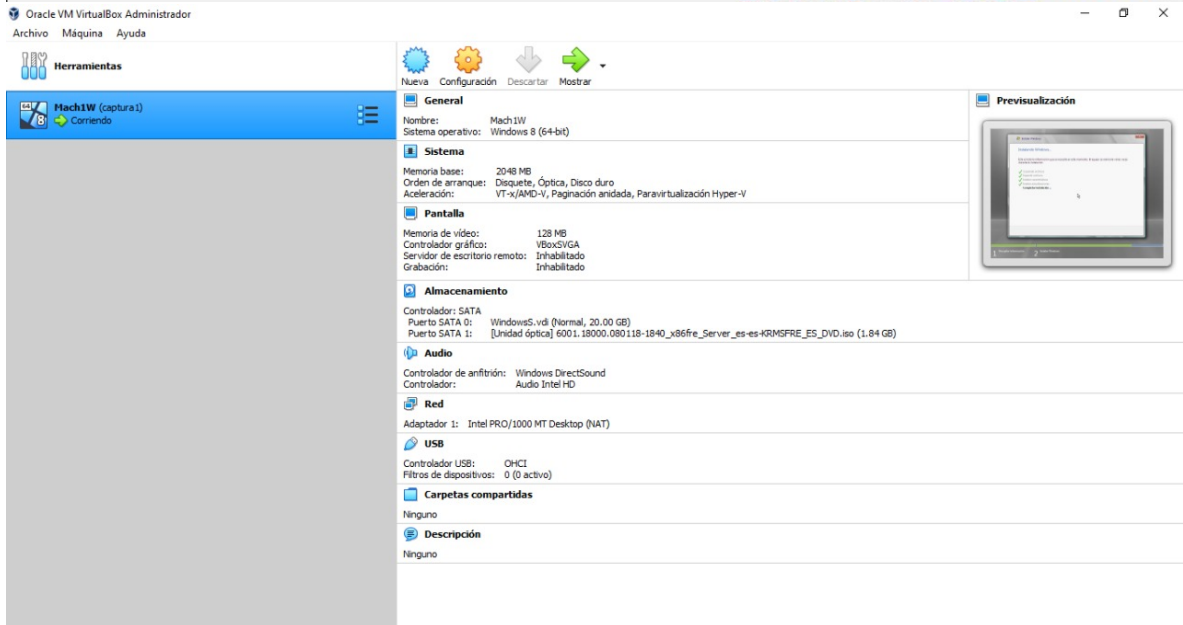 Oracle VM VirtualBox Administrador
Archivo Máquina Ayuda
Herramientas
Nueva Configuración Descartar Mostrar
Mach1W (captura1)
Corriendo
General
Nombre: Mach1W
Sistema operativo: Windows 8 (64-bit)
Previsualización
Sistema
Memoria base: 2048 MB
Orden de arranque: Disquete, Óptica, Disco duro
Aceleración: VT-x/AMD-V, Paginación anidada, Paravirtualización Hyper-V
Pantalla
Memoria de vídeo: 128 MB
Controlador gráfico: VBoxSVGA
Servidor de escritorio remoto: Inhabilitado
Grabación: Inhabilitado
Almacenamiento
Controlador: SATA
Puerto SATA 0: WindowsS.vdi (Normal, 20.00 GB)
Puerto SATA 1: [Unidad óptica] 6001.18000.080118-1840_x86fre_Server_es-es-KRMSFRE_ES_DVD.iso (1.84 GB)
Audio
Controlador de anfitrión: Windows DirectSound
Controlador: Audio Intel HD
Red
Adaptador 1: Intel PRO/1000 MT Desktop (NAT)
USB
Controlador USB: OHCI
Filtros de dispositivos: 0 (0 activo)
Carpetas compartidas
Ninguno
Descripción
Ninguno